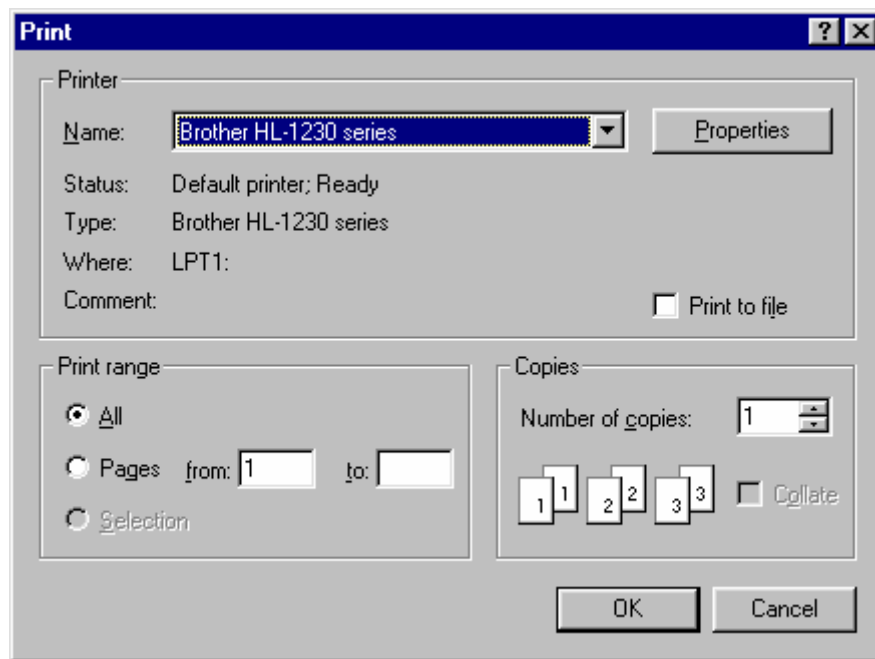 Print
Printer
Name: Brother HL-1230 series Properties
Status: Default printer; Ready
Type: Brother HL-1230 series
Where: LPT1:
Comment: Print to file
Print range
All
Pages from: 1 to:
Selection
Copies
Number of copies: 1
1 1 2 2 3 3 Collate
OK Cancel